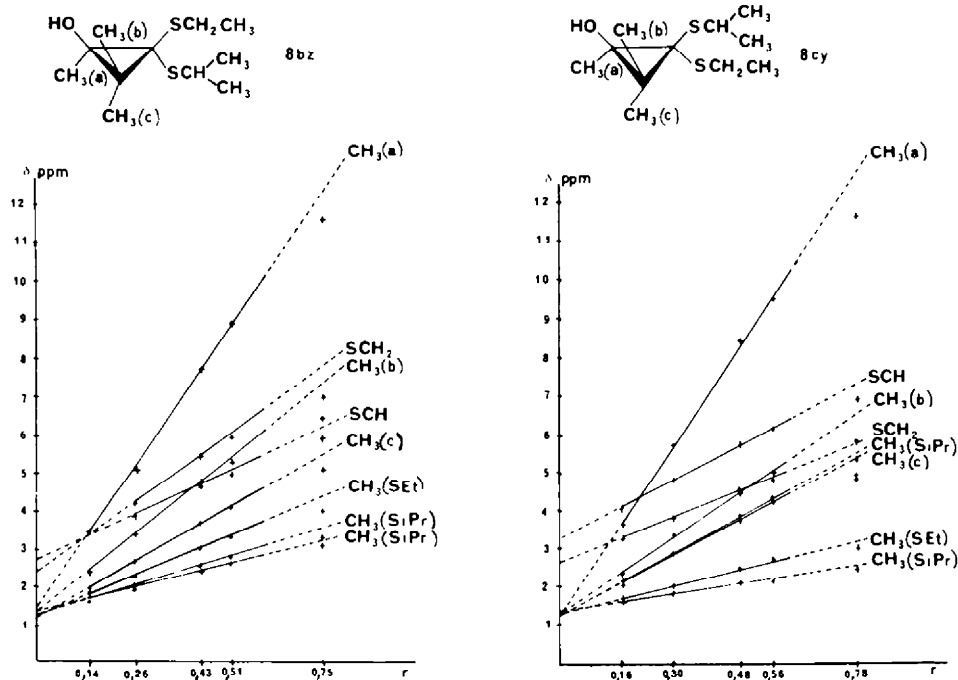 HO CH₃(b) SCH₂CH₃
CH₃(a) SCH CH₃
CH₃
CH₃(c)
8bz
HO CH₃(b) SCH CH₃
CH₃
CH₃(a) SCH₂CH₃
CH₃(c)
8cy
δ ppm
12
11
10
9
8
7
6
5
4
3
2
1
0,14 0,26 0,43 0,51 0,75 r
CH₃(a)
SCH₂
CH₃(b)
SCH
CH₃(c)
CH₃(SEt)
CH₃(SiPr)
CH₃(SiPr)
δ ppm
12
11
10
9
8
7
6
5
4
3
2
1
0,16 0,30 0,48 0,56 0,78 r
CH₃(a)
SCH
CH₃(b)
SCH₂
CH₃(SiPr)
CH₃(c)
CH₃(SEt)
CH₃(SiPr)